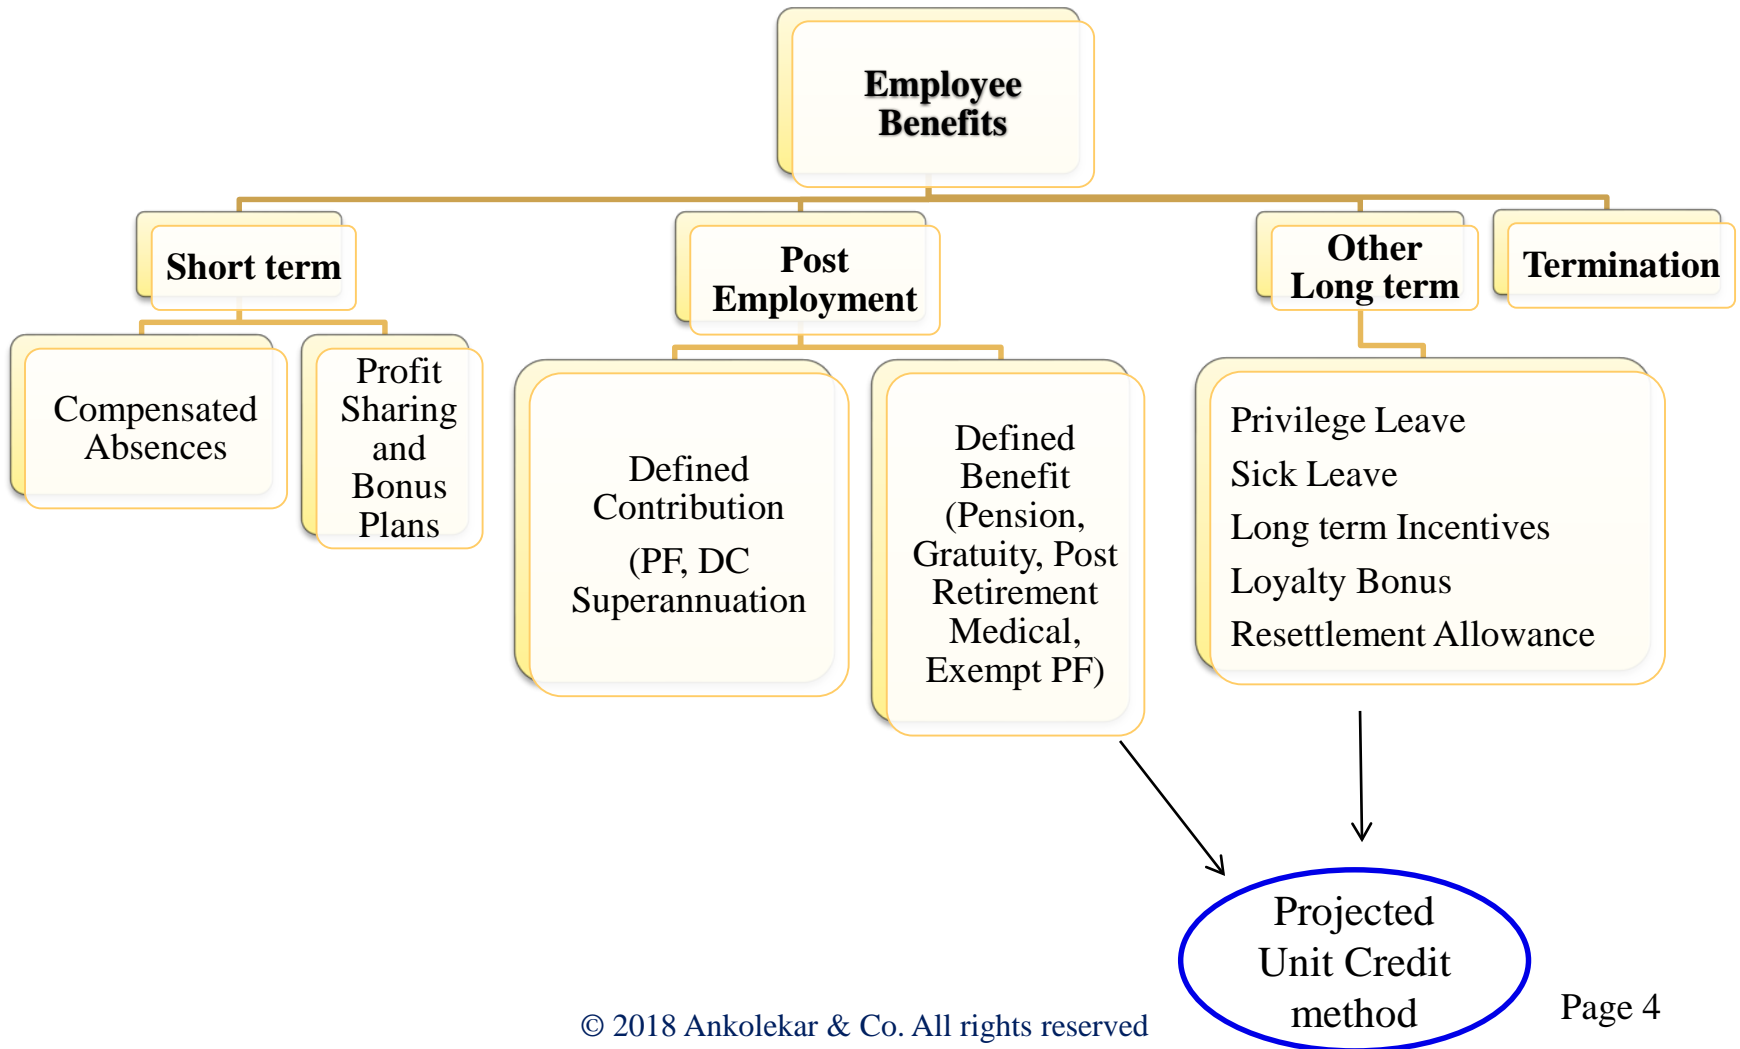 Employee
Benefits
Short term
Post
Employment
Other
Long term
Termination
Compensated
Absences
Profit
Sharing
and
Bonus
Plans
Defined
Contribution
(PF, DC
Superannuation
Defined
Benefit
(Pension,
Gratuity, Post
Retirement
Medical,
Exempt PF)
Privilege Leave
Sick Leave
Long term Incentives
Loyalty Bonus
Resettlement Allowance
Projected
Unit Credit
method
© 2018 Ankolekar & Co. All rights reserved
Page 4